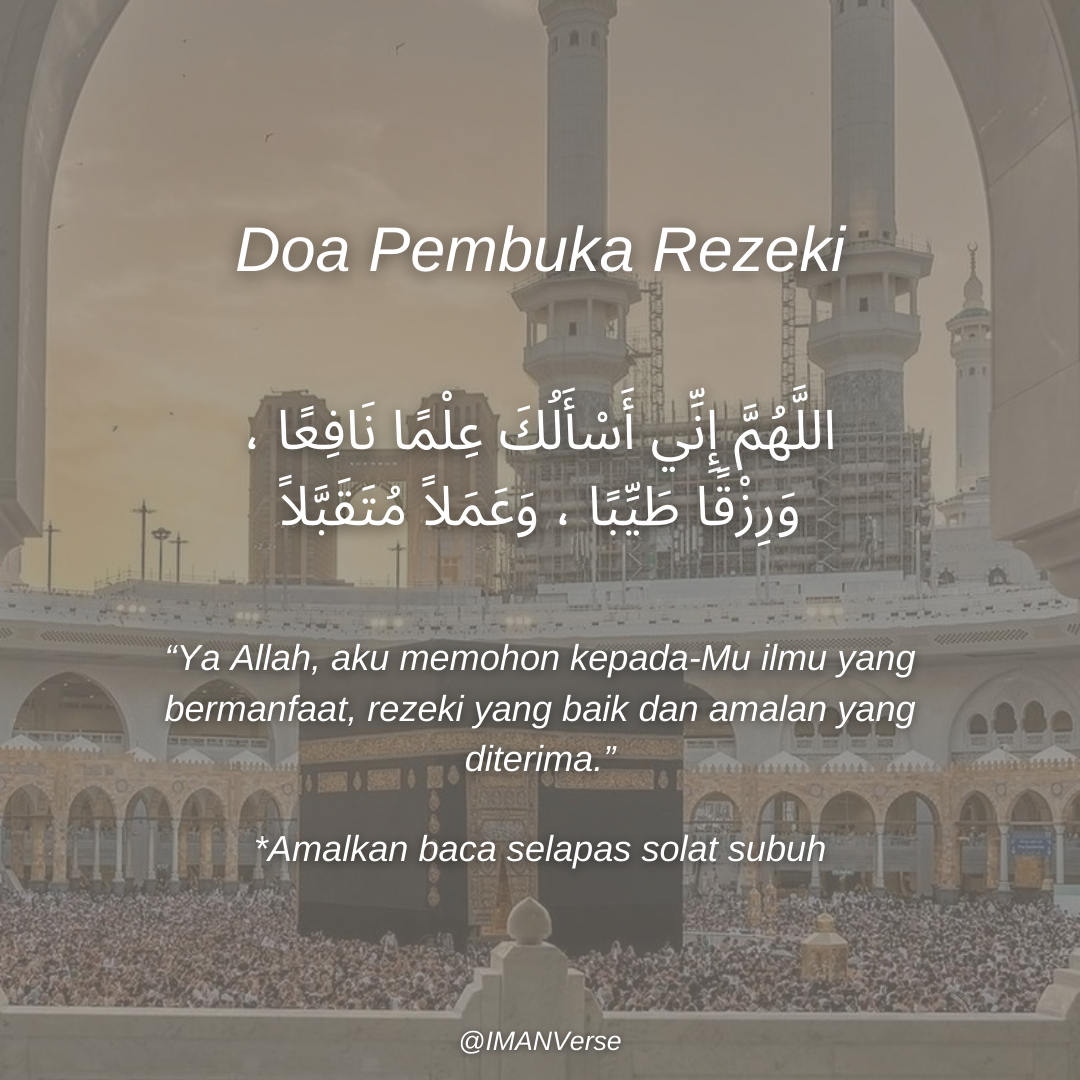 Doa Pembuka Rezeki
اللَّهُمَّ إِنِّي أَسْأَلُكَ عِلْمًا نَافِعًا ،
وَرِزْقًا طَيِّبًا ، وَعَمَلاً مُتَقَبَّلاً
“Ya Allah, aku memohon kepada-Mu ilmu yang
bermanfaat, rezeki yang baik dan amalan yang
diterima.”
*Amalkan baca selapas solat subuh
@IMANVerse